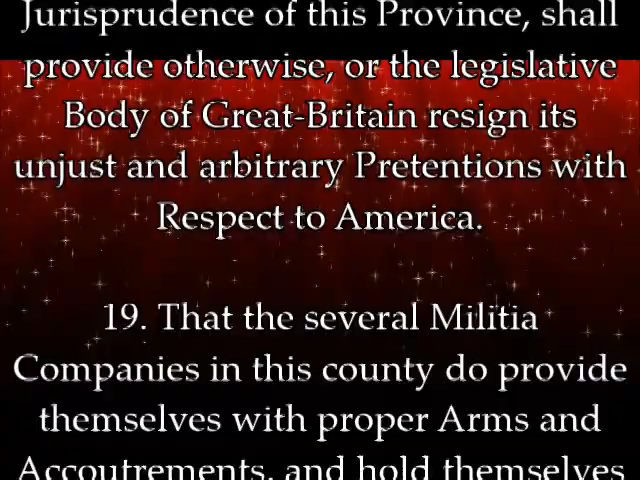 Jurisprudence of this Province, shall
provide otherwise, or the legislative
Body of Great-Britain resign its
unjust and arbitrary Pretentions with
Respect to America.
19. That the several Militia
Companies in this county do provide
themselves with proper Arms and
Accoutrements, and hold themselves